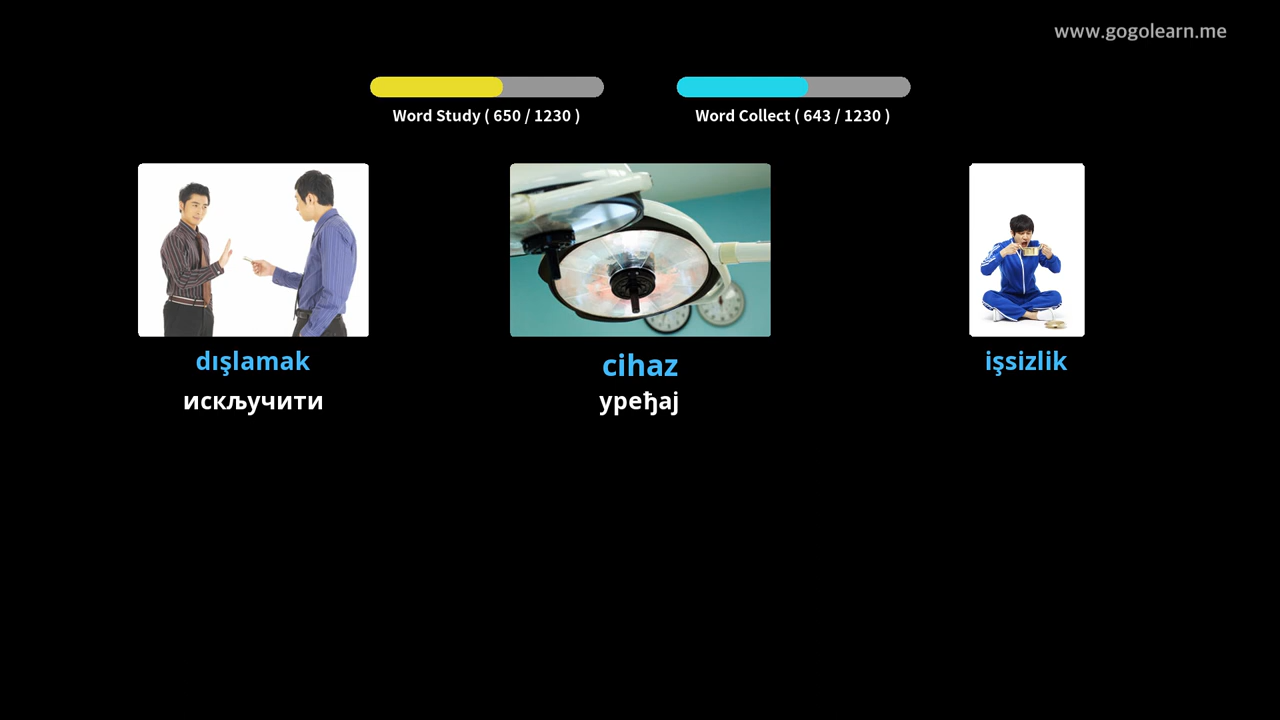 www.gogolearn.me
Word Study ( 650 / 1230 )
Word Collect ( 643 / 1230 )
dışlamak
искључити
cihaz
уређај
işsizlik